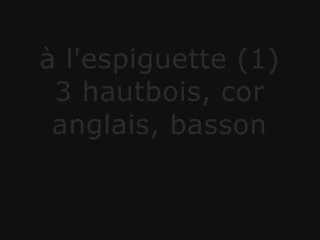 à l'espiguette (1)
3 hautbois, cor
anglais, basson